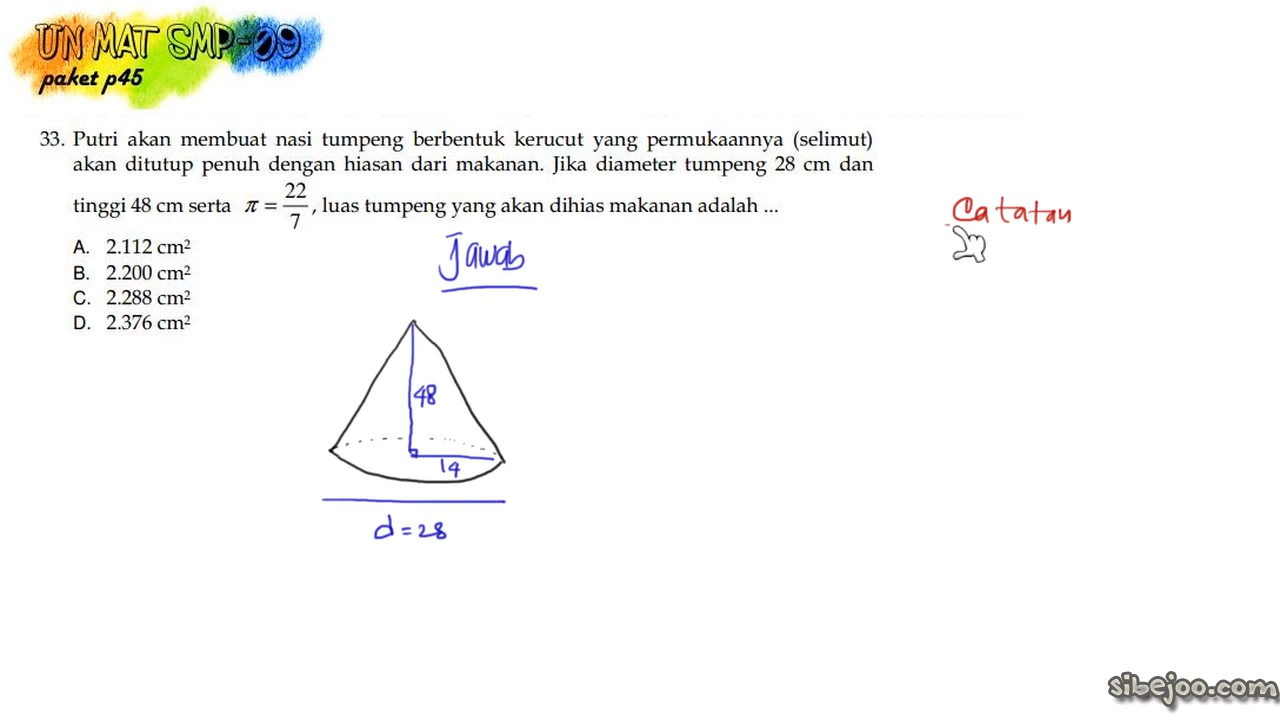 UN MAT SMP-09
paket p45
33. Putri akan membuat nasi tumpeng berbentuk kerucut yang permukaannya (selimut)
akan ditutup penuh dengan hiasan dari makanan. Jika diameter tumpeng 28 cm dan
tinggi 48 cm serta π = 22/7, luas tumpeng yang akan dihias makanan adalah ...
A. 2.112 cm²
B. 2.200 cm²
C. 2.288 cm²
D. 2.376 cm²
Jawab
Catatan
48
14
d = 28
sibejoo.com